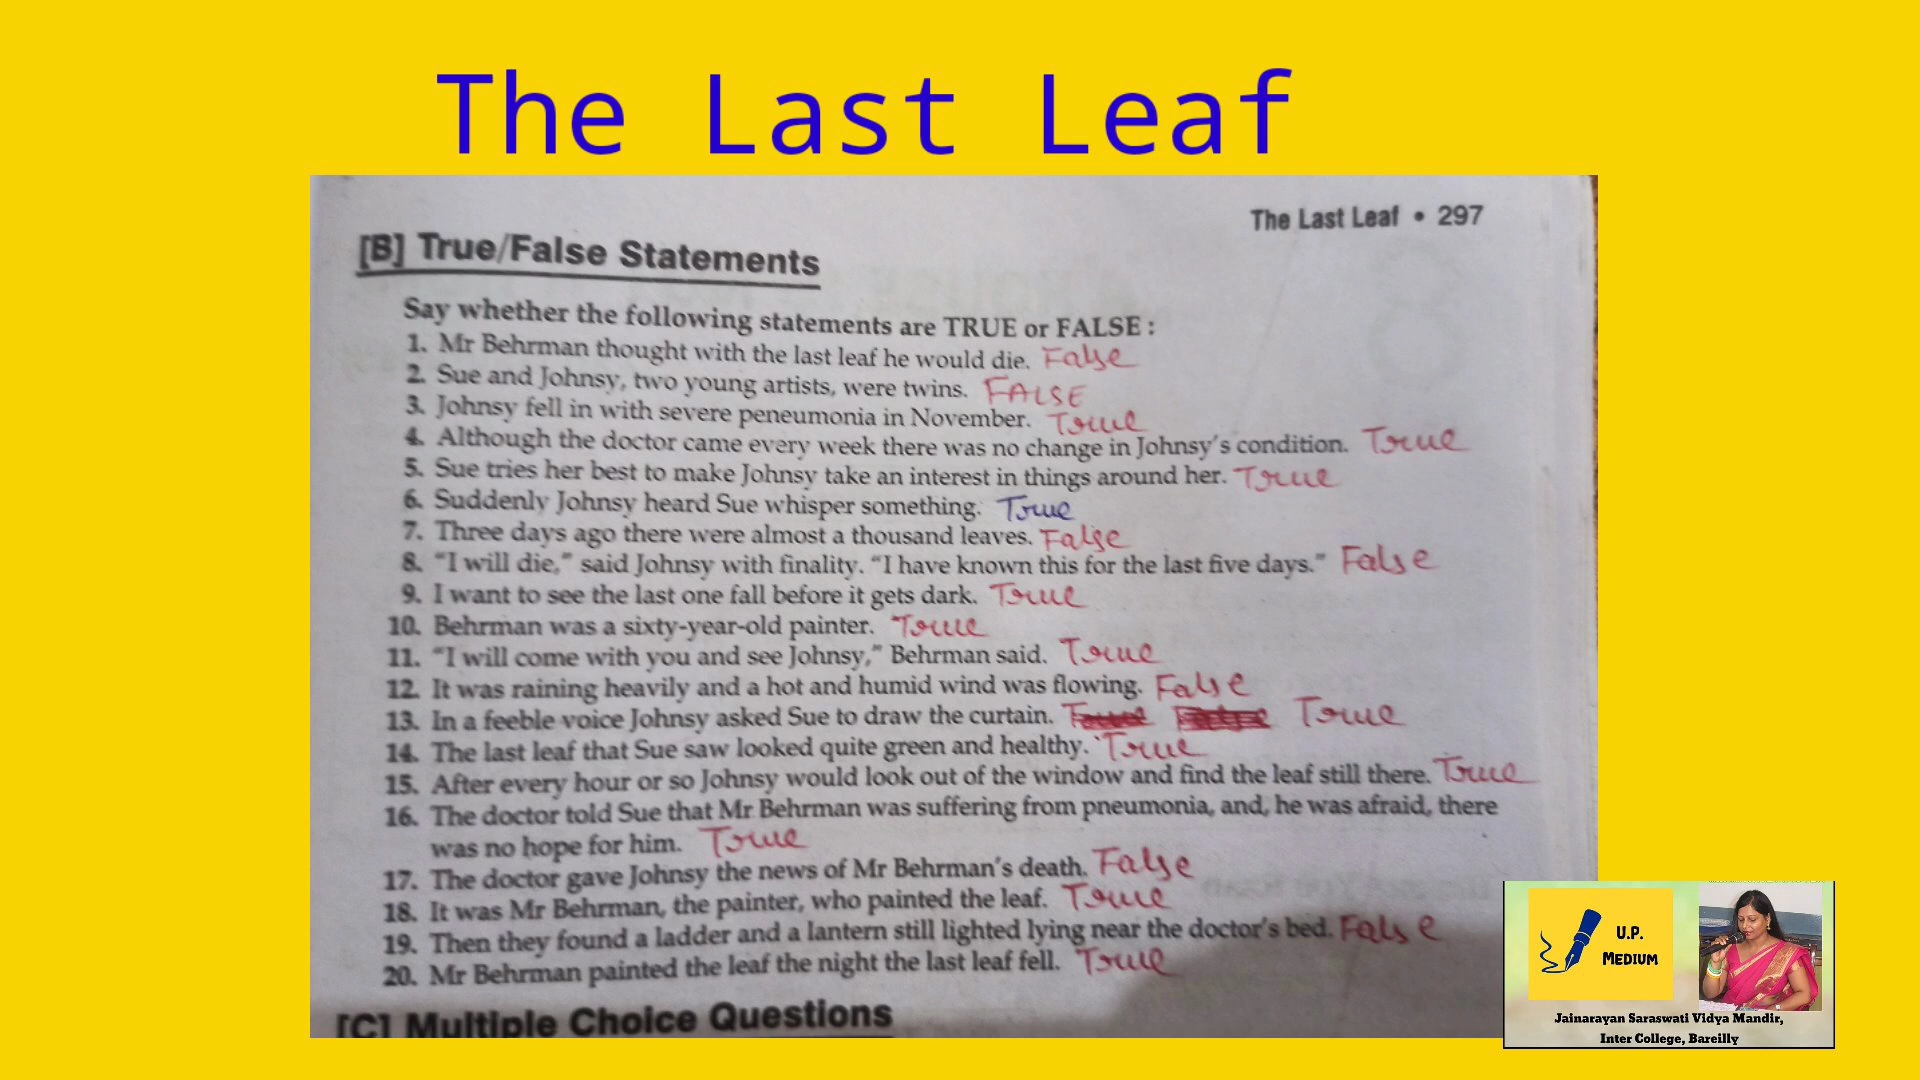 The Last Leaf
The Last Leaf • 297
[B] True/False Statements
Say whether the following statements are TRUE or FALSE :
1. Mr Behrman thought with the last leaf he would die. False
2. Sue and Johnsy, two young artists, were twins. FALSE
3. Johnsy fell in with severe peneumonia in November. True
4. Although the doctor came every week there was no change in Johnsy's condition. True
5. Sue tries her best to make Johnsy take an interest in things around her. True
6. Suddenly Johnsy heard Sue whisper something. True
7. Three days ago there were almost a thousand leaves. False
8. "I will die," said Johnsy with finality. "I have known this for the last five days." False
9. I want to see the last one fall before it gets dark. True
10. Behrman was a sixty-year-old painter. True
11. "I will come with you and see Johnsy," Behrman said. True
12. It was raining heavily and a hot and humid wind was flowing. False
13. In a feeble voice Johnsy asked Sue to draw the curtain. True
14. The last leaf that Sue saw looked quite green and healthy. True
15. After every hour or so Johnsy would look out of the window and find the leaf still there. True
16. The doctor told Sue that Mr Behrman was suffering from pneumonia, and, he was afraid, there
was no hope for him. True
17. The doctor gave Johnsy the news of Mr Behrman's death. False
18. It was Mr Behrman, the painter, who painted the leaf. True
19. Then they found a ladder and a lantern still lighted lying near the doctor's bed. False
20. Mr Behrman painted the leaf the night the last leaf fell. True
[C] Multiple Choice Questions
U.P.
MEDIUM
Jainarayan Saraswati Vidya Mandir,
Inter College, Bareilly